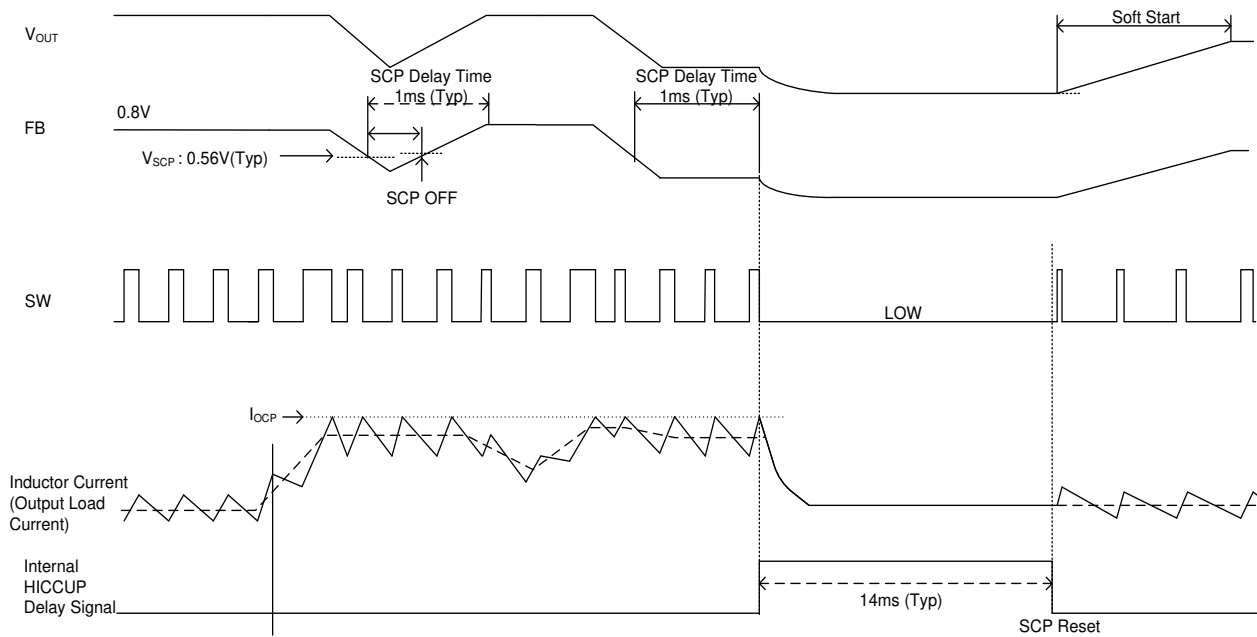 Soft Start
VOUT
SCP Delay Time
1ms (Typ)
SCP Delay Time
1ms (Typ)
0.8V
FB
VSCP : 0.56V(Typ)
SCP OFF
SW
LOW
IOCP
Inductor Current
(Output Load
Current)
Internal
HICCUP
Delay Signal
14ms (Typ)
SCP Reset